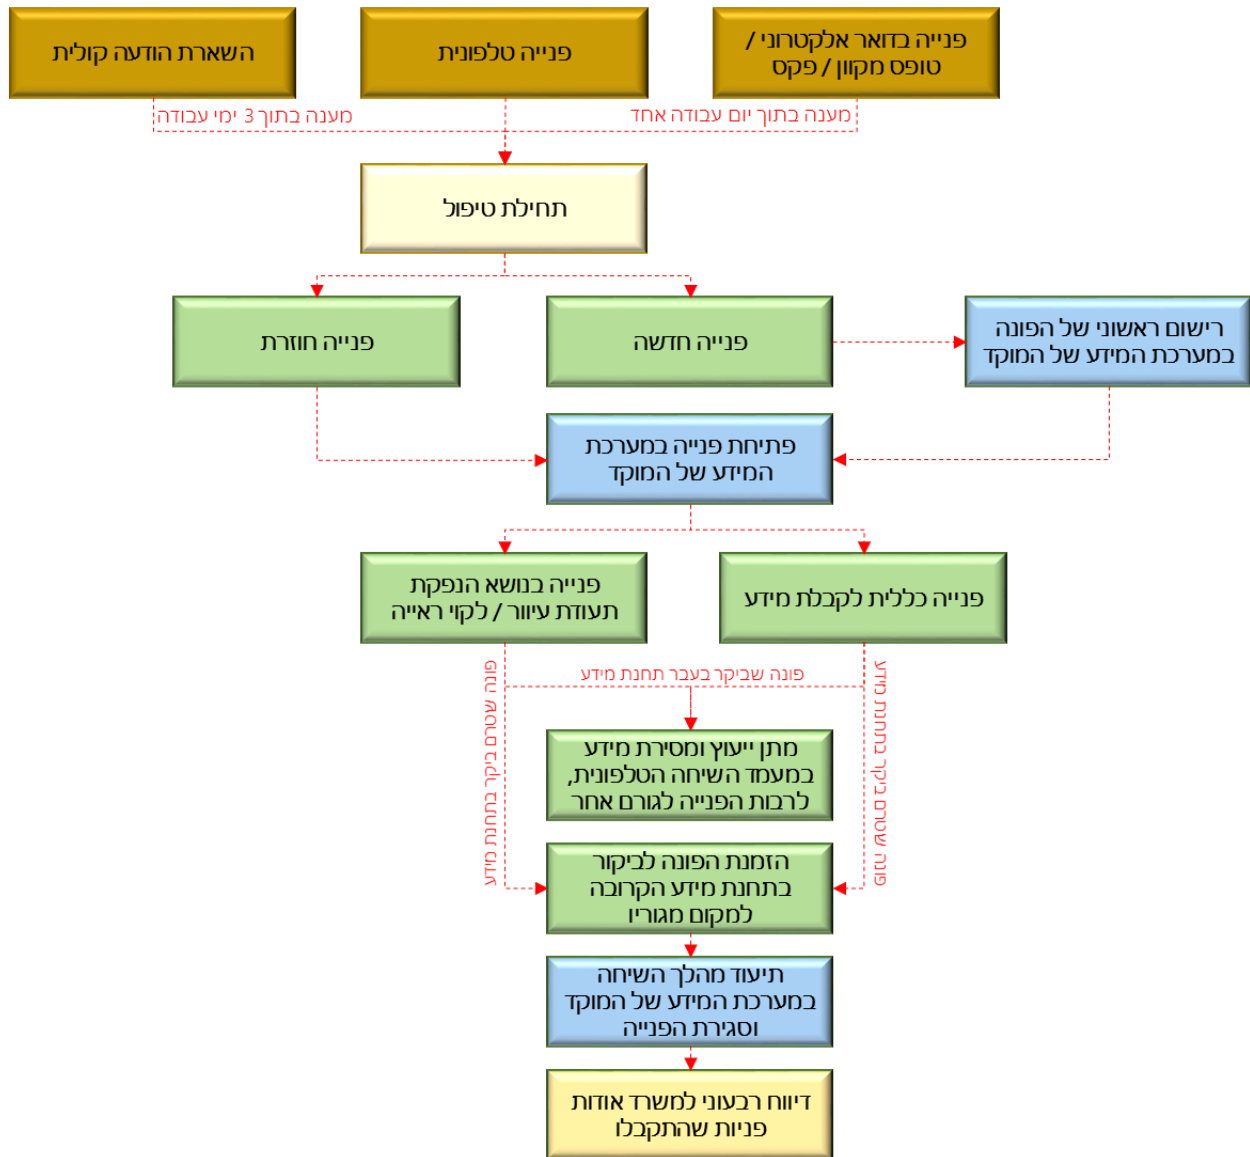 פנייה בדואר אלקטרוני /
טופס מקוון / פקס
פנייה טלפונית
השארת הודעה קולית
מענה בתוך יום עבודה אחד
מענה בתוך 3 ימי עבודה
תחילת טיפול
רישום ראשוני של הפונה
במערכת המידע של המוקד
פנייה חדשה
פנייה חוזרת
פתיחת פנייה במערכת
המידע של המוקד
פנייה כללית לקבלת מידע
פנייה בנושא הנפקת
תעודת עיוור / לקוי ראייה
פונה שטרם ביקר בתחנת מידע
פונה שביקר בעבר תחנת מידע
פונה שטרם ביקר בתחנת מידע
מתן ייעוץ ומסירת מידע
במעמד השיחה הטלפונית,
לרבות הפנייה לגורם אחר
הזמנת הפונה לביקור
בתחנת מידע הקרובה
למקום מגוריו
תיעוד מהלך השיחה
במערכת המידע של המוקד
וסגירת הפנייה
דיווח רבעוני למשרד אודות
פניות שהתקבלו